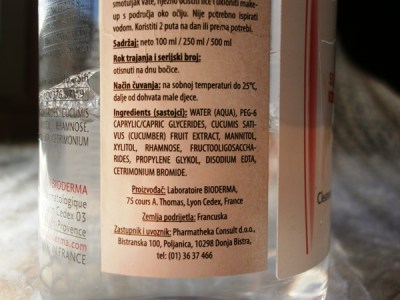 smotuljak vate, nježno očistiti lice i ukloniti make-
up s područja oko očiju. Nije potrebno ispirati
vodom. Koristiti 2 puta na dan ili prema potrebi.
Sadržaj: neto 100 ml / 250 ml / 500 ml
Rok trajanja i serijski broj:
otisnuti na dnu bočice.
Način čuvanja: na sobnoj temperaturi do 25°C,
dalje od dohvata male djece.
Ingredients (sastojci): WATER (AQUA), PEG-6
CAPRYLIC/CAPRIC GLYCERIDES, CUCUMIS SATI-
VUS (CUCUMBER) FRUIT EXTRACT, MANNITOL,
XYLITOL, RHAMNOSE, FRUCTOOLIGOSACCHA-
RIDES, PROPYLENE GLYKOL, DISODIUM EDTA,
CETRIMONIUM BROMIDE.
Proizvođač: Laboratoire BIODERMA,
75 cours A. Thomas, Lyon Cedex, France
Zemlja podrijetla: Francuska
Zastupnik i uvoznik: Pharmatheka Consult d.o.o.,
Bistranska 100, Poljanica, 10298 Donja Bistra,
tel: (01) 36 37 466
CUCUMIS
RHAMNOSE,
CETRIMONIUM
BIODERMA
Cedex 03
Provence
FRANCE